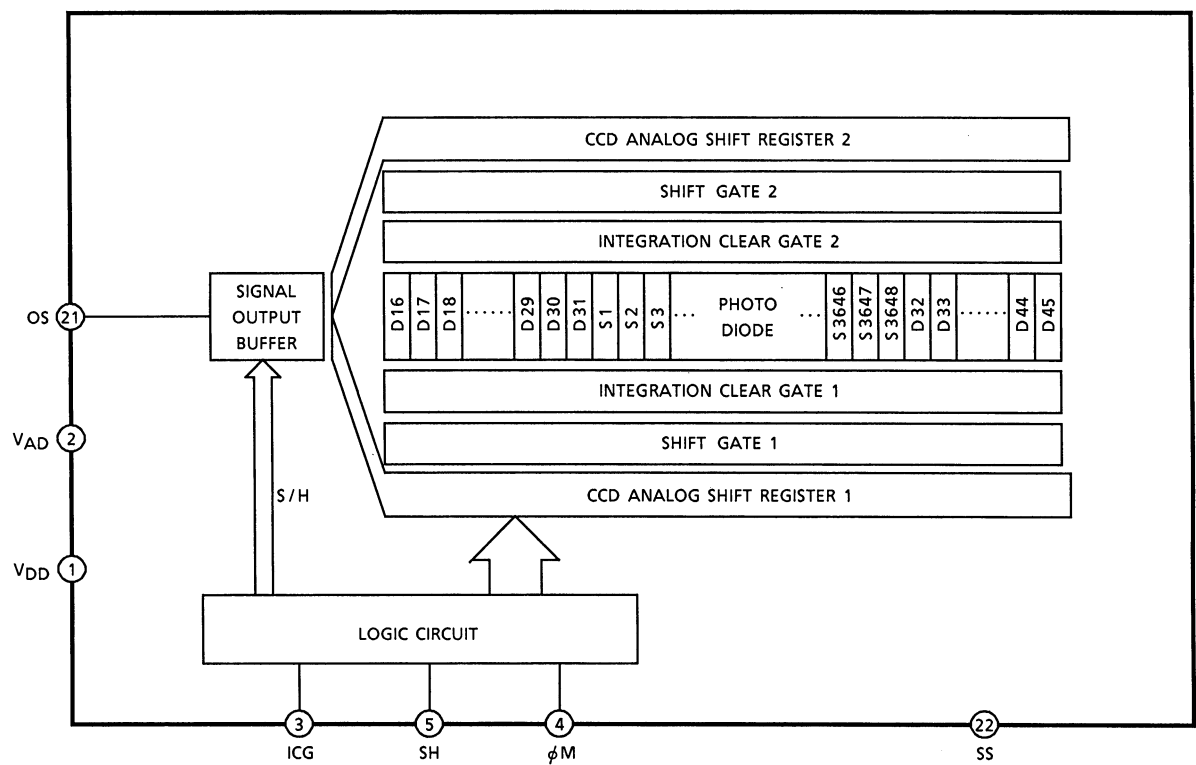 CCD ANALOG SHIFT REGISTER 2
SHIFT GATE 2
INTEGRATION CLEAR GATE 2
SIGNAL
OUTPUT
BUFFER
D16
D17
D18
......
D29
D30
D31
S1
S2
S3
...
PHOTO
DIODE
...
S3646
S3647
S3648
D32
D33
......
D44
D45
OS 21
INTEGRATION CLEAR GATE 1
SHIFT GATE 1
VAD 2
S/H
CCD ANALOG SHIFT REGISTER 1
VDD 1
LOGIC CIRCUIT
3
5
4
22
ICG
SH
ϕM
SS